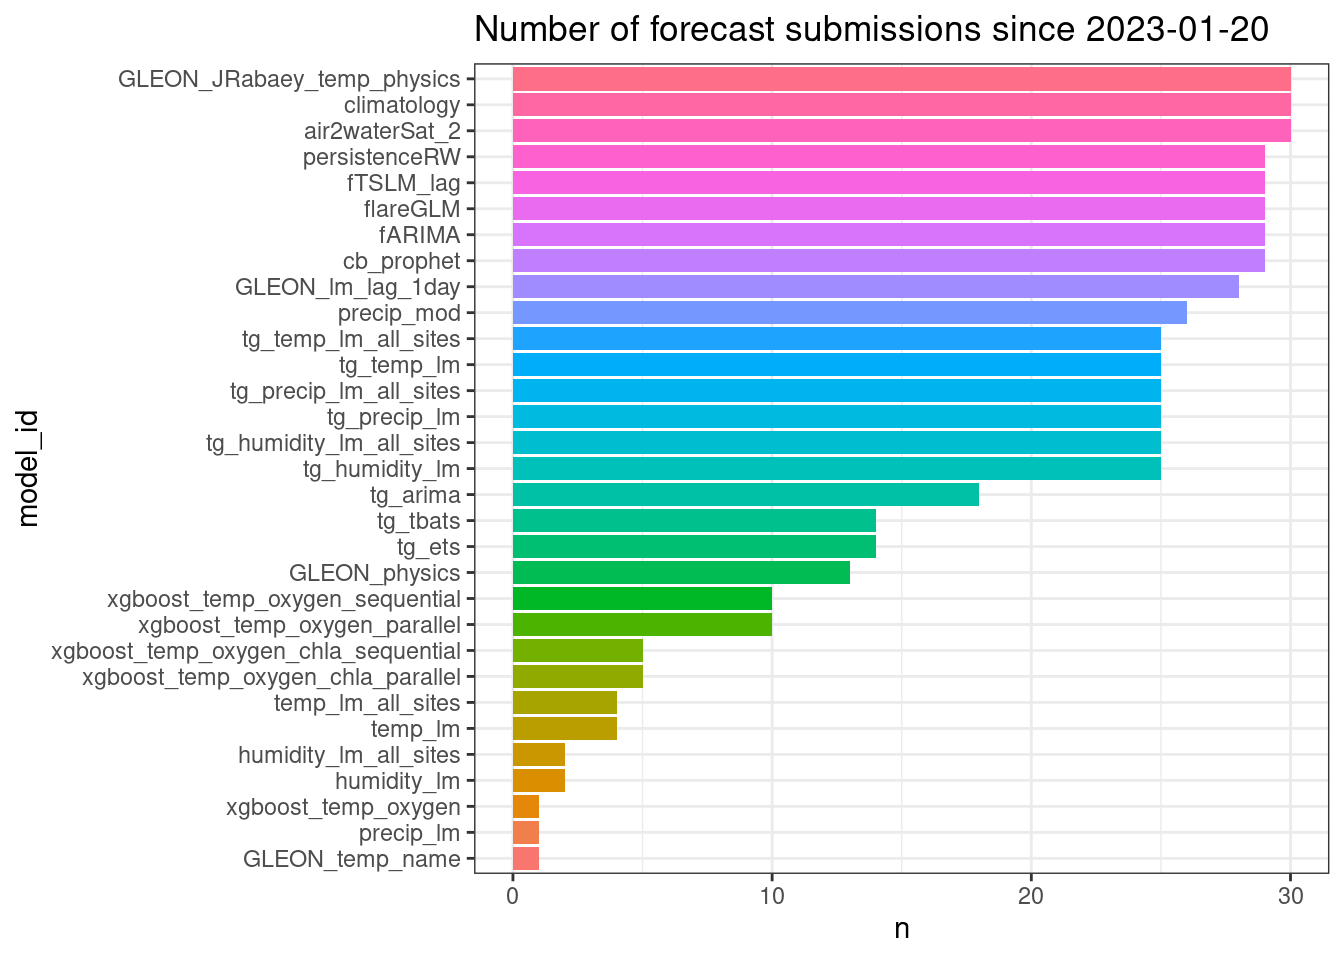 Number of forecast submissions since 2023-01-20
GLEON_JRabaey_temp_physics
climatology
air2waterSat_2
persistenceRW
fTSLM_lag
flareGLM
fARIMA
cb_prophet
GLEON_lm_lag_1day
precip_mod
tg_temp_lm_all_sites
tg_temp_lm
tg_precip_lm_all_sites
tg_precip_lm
tg_humidity_lm_all_sites
tg_humidity_lm
tg_arima
tg_tbats
tg_ets
GLEON_physics
xgboost_temp_oxygen_sequential
xgboost_temp_oxygen_parallel
xgboost_temp_oxygen_chla_sequential
xgboost_temp_oxygen_chla_parallel
temp_lm_all_sites
temp_lm
humidity_lm_all_sites
humidity_lm
xgboost_temp_oxygen
precip_lm
GLEON_temp_name
model_id
0 10 20 30
n